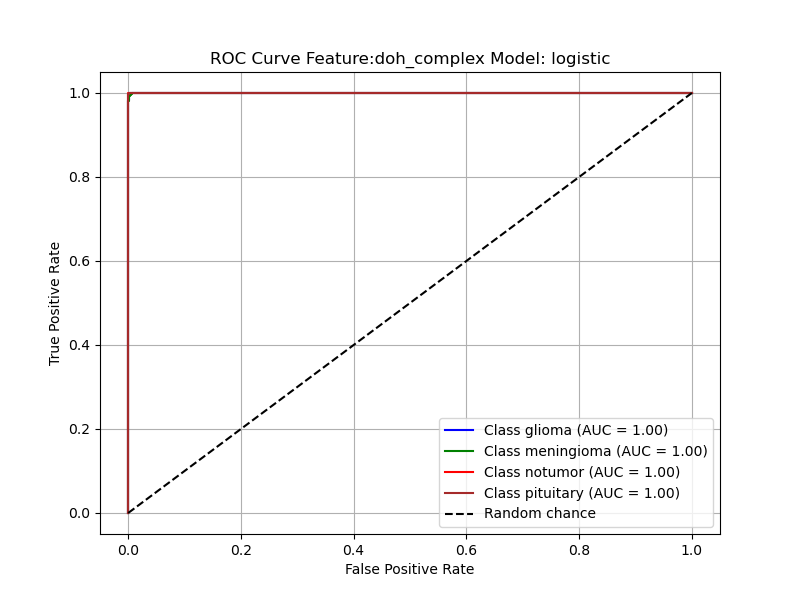 ROC Curve Feature:doh_complex Model: logistic
True Positive Rate
1.0
0.8
0.6
0.4
0.2
0.0
Class glioma (AUC = 1.00)
Class meningioma (AUC = 1.00)
Class notumor (AUC = 1.00)
Class pituitary (AUC = 1.00)
Random chance
0.0 0.2 0.4 0.6 0.8 1.0
False Positive Rate